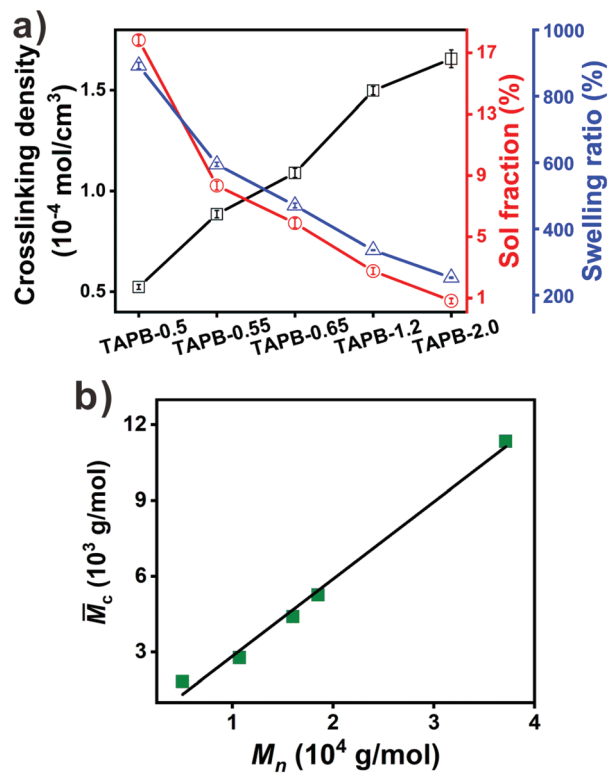 a)
Crosslinking density
(10⁻⁴ mol/cm³)
1.5
1.0
0.5
17
13
9
5
1
Sol fraction (%)
1000
800
600
400
200
Swelling ratio (%)
TAPB-0.5
TAPB-0.55
TAPB-0.65
TAPB-1.2
TAPB-2.0
b)
M̅c (10³ g/mol)
12
9
6
3
1
2
3
4
Mn (10⁴ g/mol)